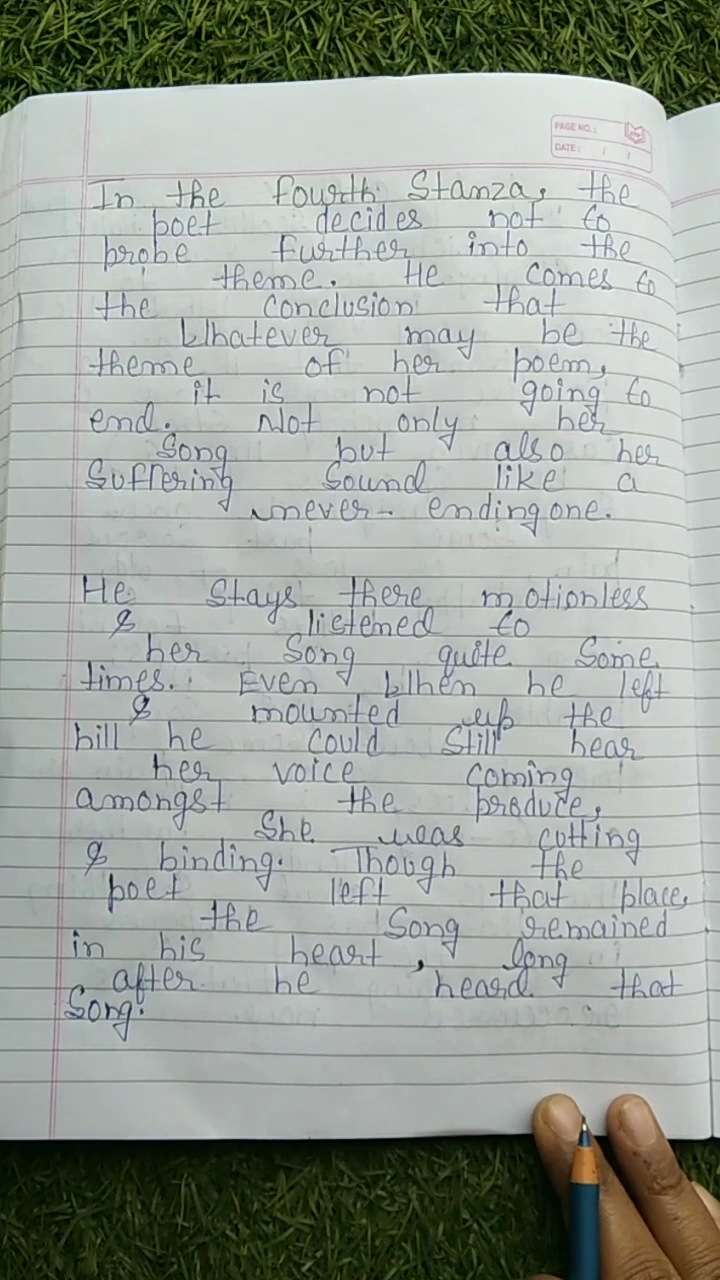 PAGE NO.:
DATE: / /
In the fourth Stanza, the
poet decides not to
probe further into the
theme. He comes to
the conclusion that
Whatever may be the
theme of her poem,
it is not going to
end. Not only her
Song but also her
Suffering Sound like a
never- ending one.
He Stays there motionless
& listened to
her Song quite Some
times. Even When he left
& mounted up the
hill he could Still hear
her voice coming
amongst the produce,
She was cutting
& binding. Though the
poet left that place,
the Song remained
in his heart, long
after he heard that
Song.